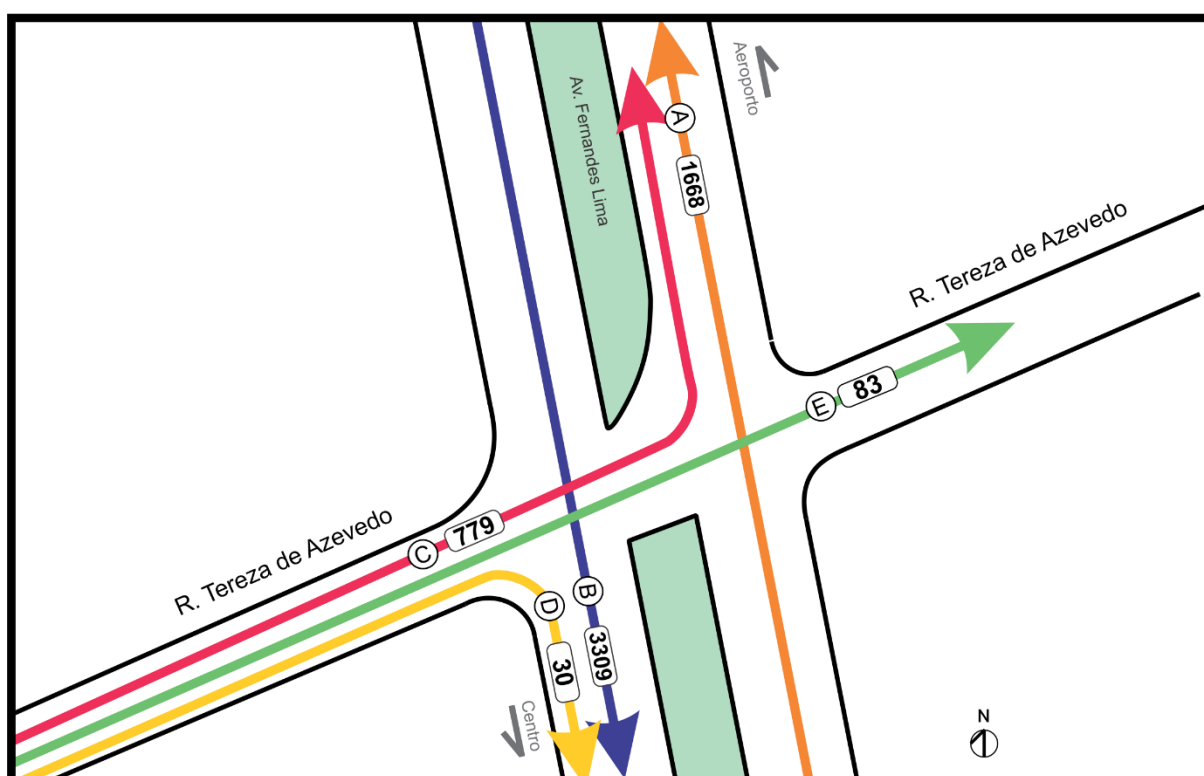 Aeroporto
Av. Fernandes Lima
A
1668
R. Tereza de Azevedo
E
83
C
779
R. Tereza de Azevedo
B
3309
D
30
Centro
N